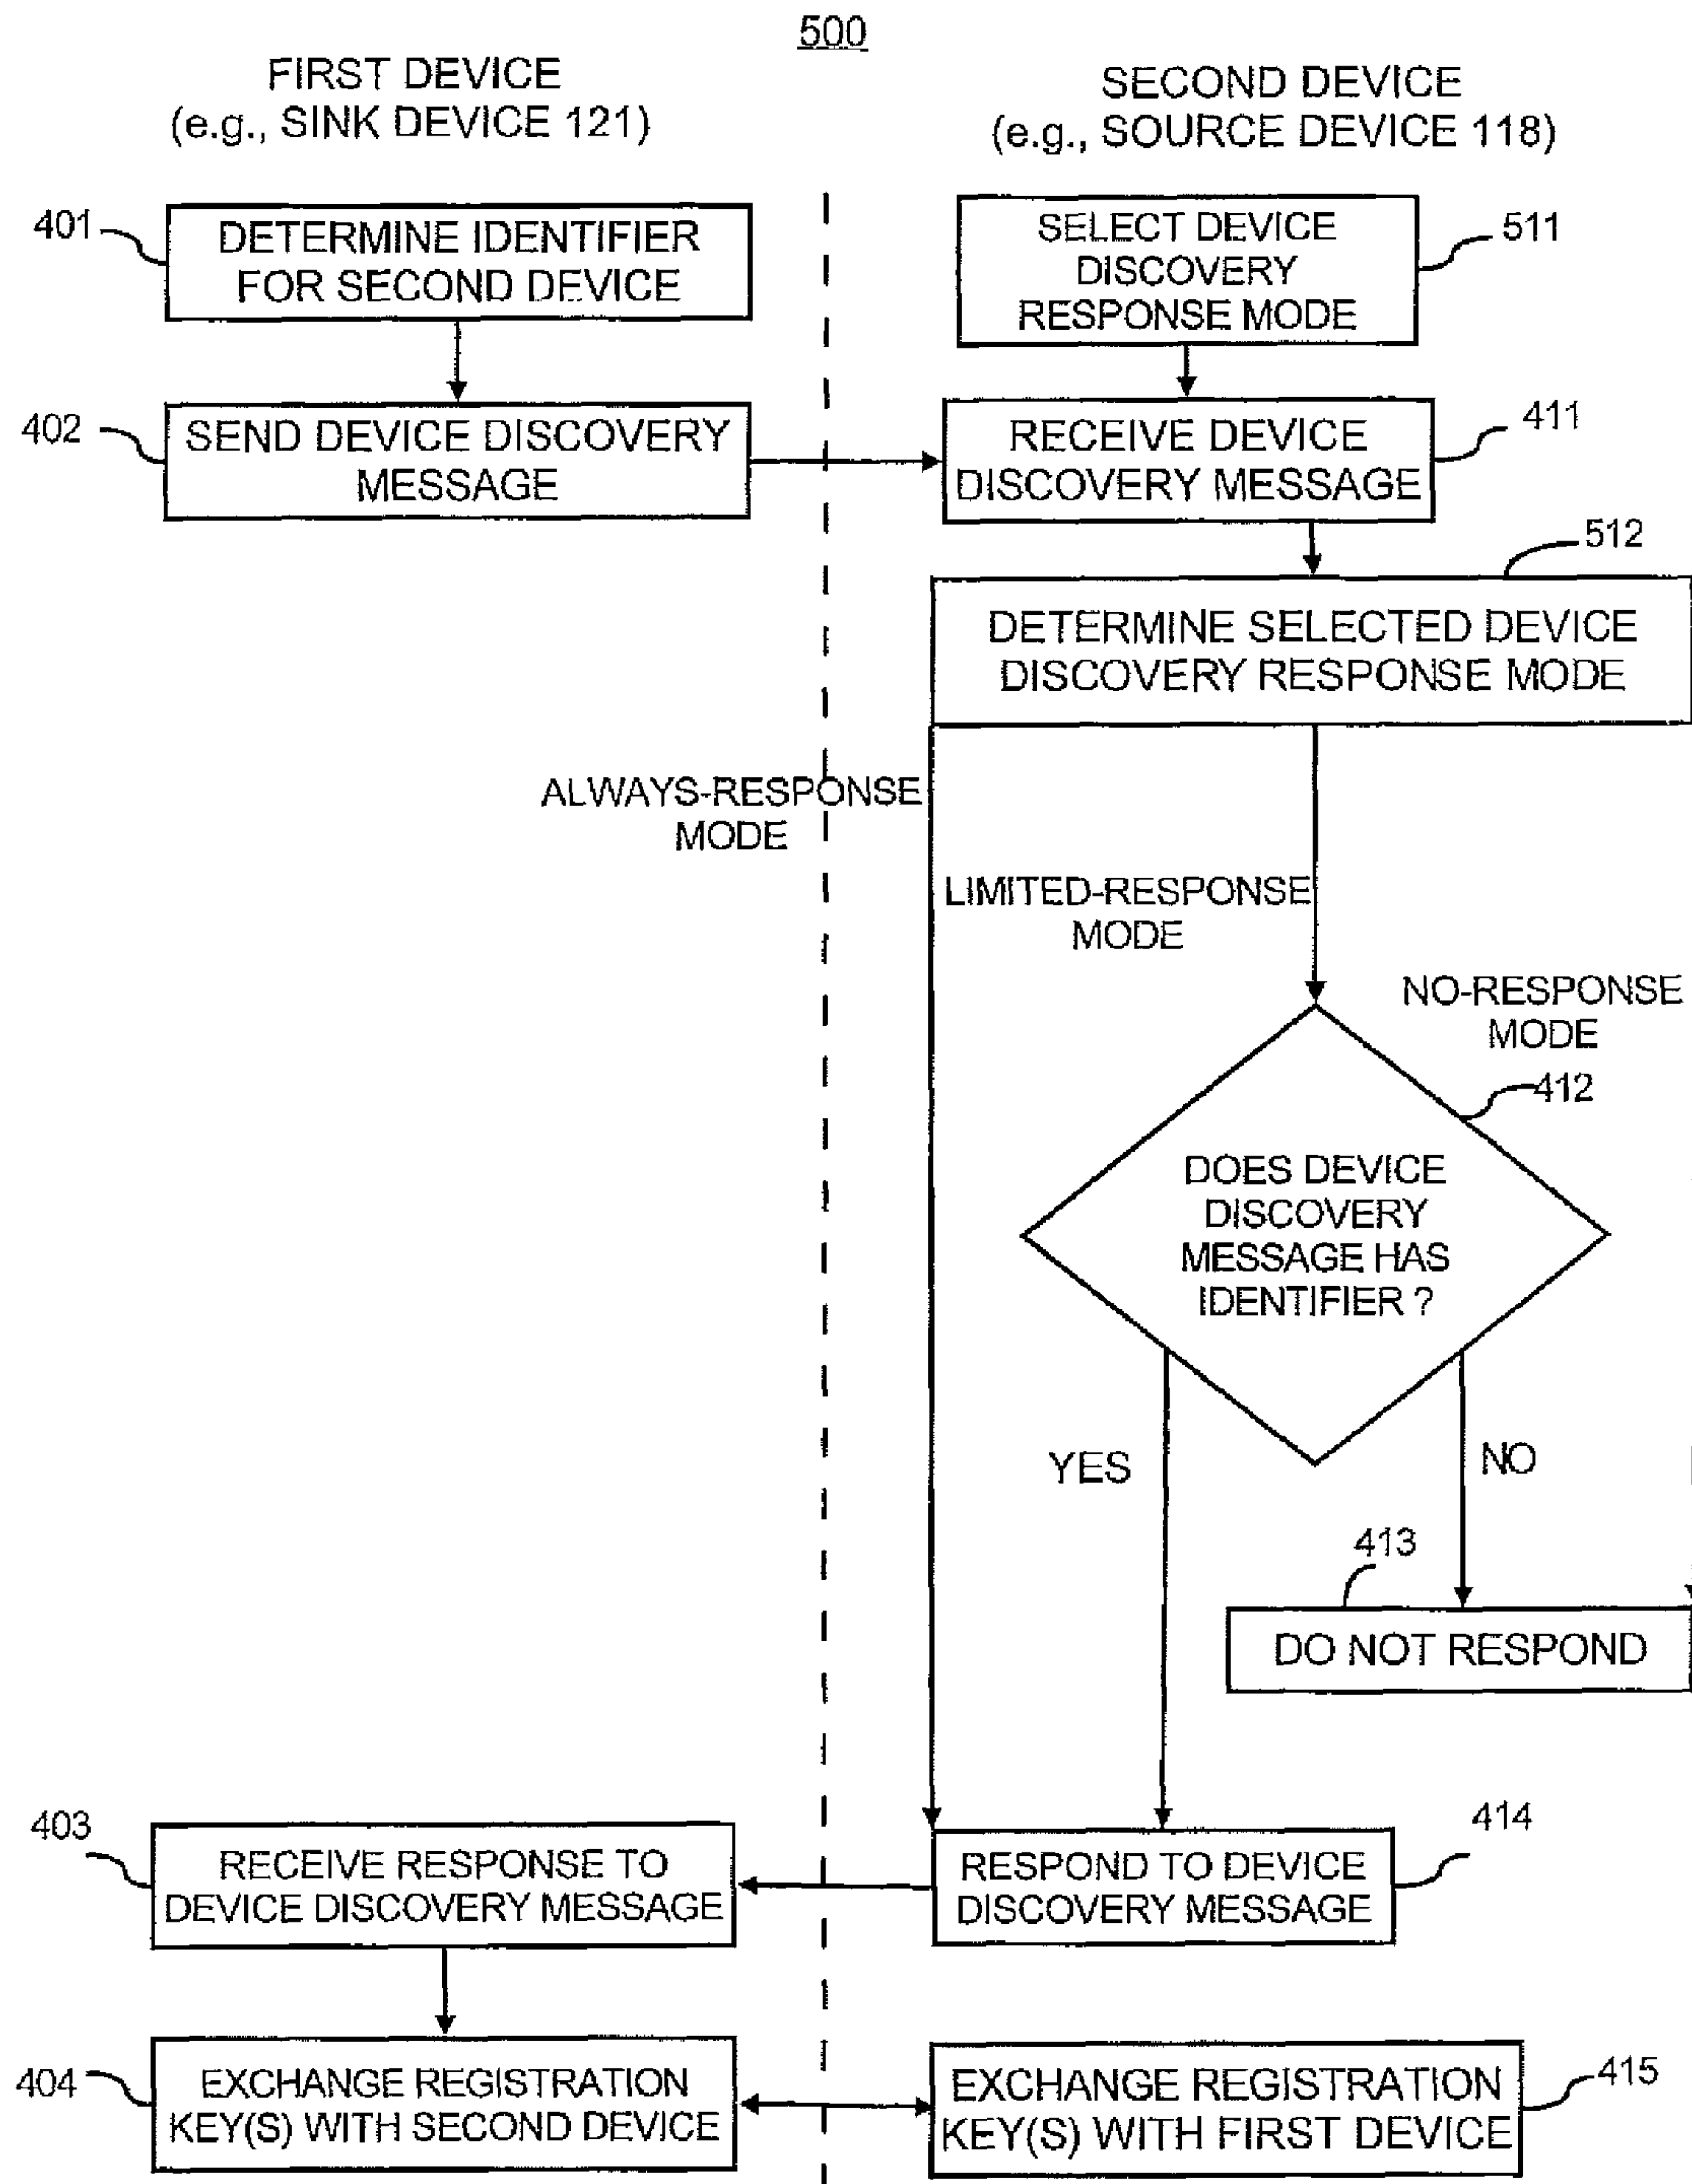 500
FIRST DEVICE
(e.g., SINK DEVICE 121)
SECOND DEVICE
(e.g., SOURCE DEVICE 118)
401
DETERMINE IDENTIFIER
FOR SECOND DEVICE
SELECT DEVICE
DISCOVERY
RESPONSE MODE
511
402
SEND DEVICE DISCOVERY
MESSAGE
RECEIVE DEVICE
DISCOVERY MESSAGE
411
512
DETERMINE SELECTED DEVICE
DISCOVERY RESPONSE MODE
ALWAYS-RESPONSE
MODE
LIMITED-RESPONSE
MODE
NO-RESPONSE
MODE
412
DOES DEVICE
DISCOVERY
MESSAGE HAS
IDENTIFIER ?
YES
NO
413
DO NOT RESPOND
403
RECEIVE RESPONSE TO
DEVICE DISCOVERY MESSAGE
RESPOND TO DEVICE
DISCOVERY MESSAGE
414
404
EXCHANGE REGISTRATION
KEY(S) WITH SECOND DEVICE
EXCHANGE REGISTRATION
KEY(S) WITH FIRST DEVICE
415